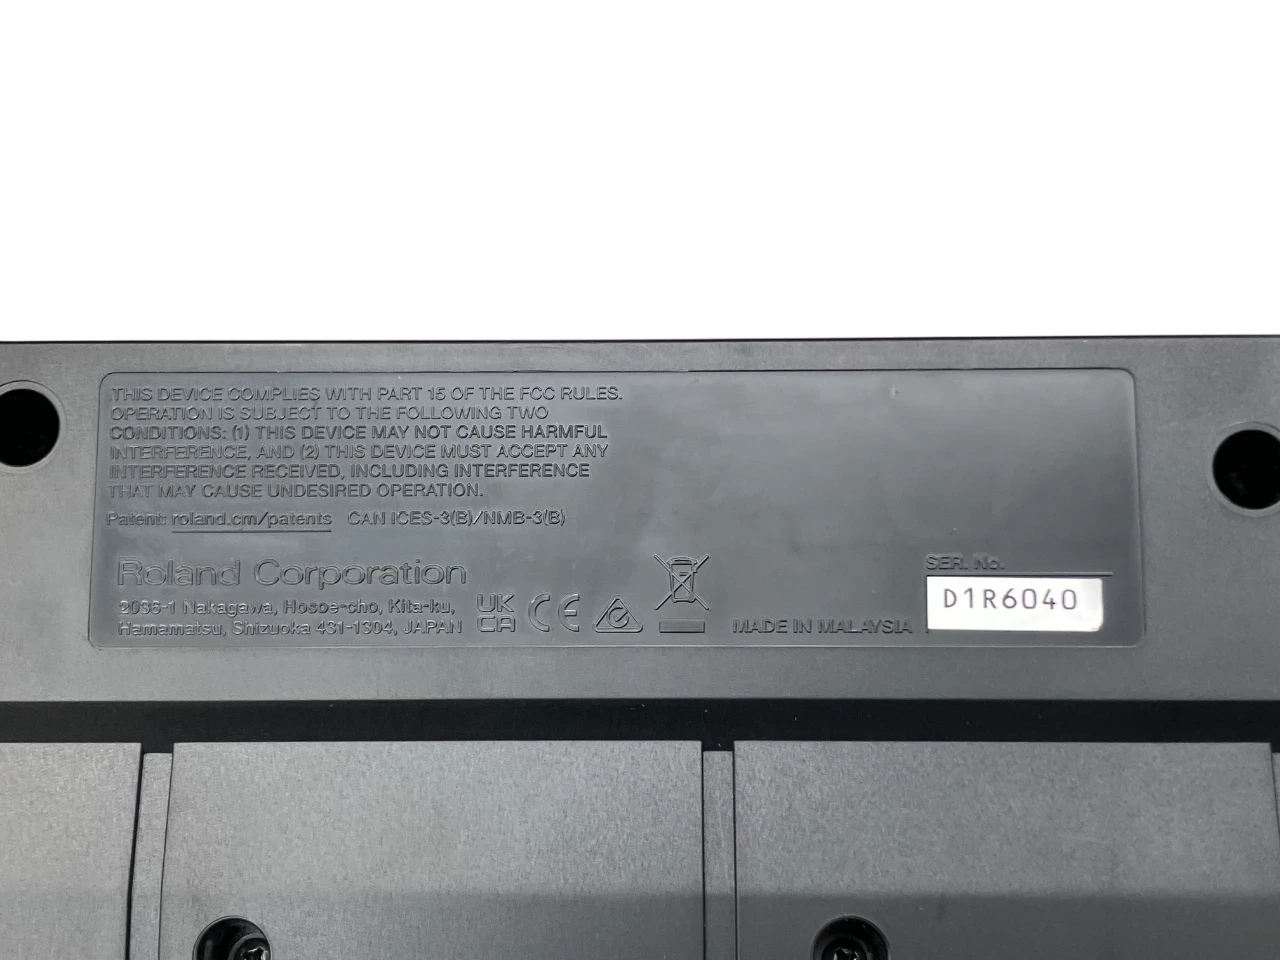 THIS DEVICE COMPLIES WITH PART 15 OF THE FCC RULES.
OPERATION IS SUBJECT TO THE FOLLOWING TWO
CONDITIONS: (1) THIS DEVICE MAY NOT CAUSE HARMFUL
INTERFERENCE, AND (2) THIS DEVICE MUST ACCEPT ANY
INTERFERENCE RECEIVED, INCLUDING INTERFERENCE
THAT MAY CAUSE UNDESIRED OPERATION.
Patent: roland.cm/patents CAN ICES-3(B)/NMB-3(B)
Roland Corporation
2036-1 Nakagawa, Hosoe-cho, Kita-ku,
Hamamatsu, Shizuoka 431-1304, JAPAN
UK
CA
CE
MADE IN MALAYSIA
SER. No.
D1R6040